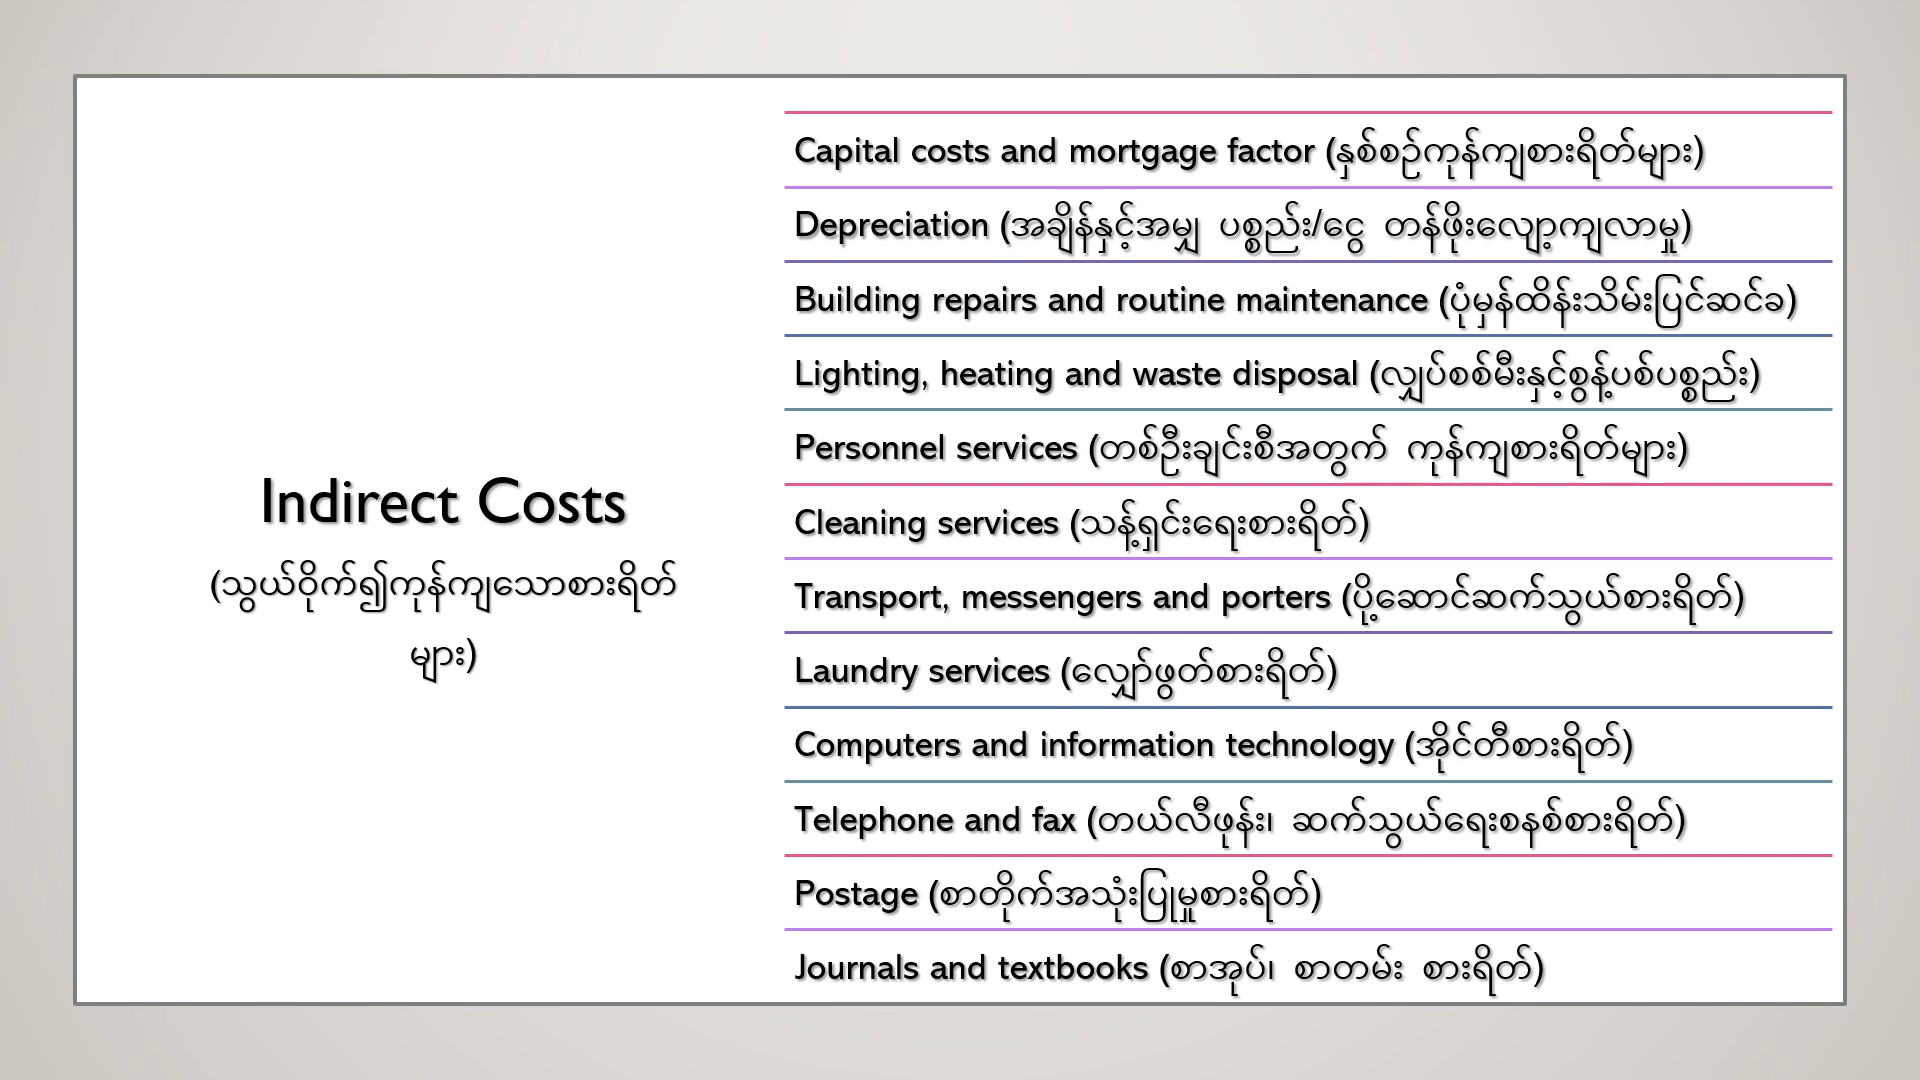 Indirect Costs
(သွယ်ဝိုက်၍ကုန်ကျသောစားရိတ်
များ)
Capital costs and mortgage factor (နှစ်စဉ်ကုန်ကျစားရိတ်များ)
Depreciation (အချိန်နှင့်အမျှ ပစ္စည်း/ငွေ တန်ဖိုးလျော့ကျလာမှု)
Building repairs and routine maintenance (ပုံမှန်ထိန်းသိမ်းပြင်ဆင်ခ)
Lighting, heating and waste disposal (လျှပ်စစ်မီးနှင့်စွန့်ပစ်ပစ္စည်း)
Personnel services (တစ်ဦးချင်းစီအတွက် ကုန်ကျစားရိတ်များ)
Cleaning services (သန့်ရှင်းရေးစားရိတ်)
Transport, messengers and porters (ပို့ဆောင်ဆက်သွယ်စားရိတ်)
Laundry services (လျှော်ဖွတ်စားရိတ်)
Computers and information technology (အိုင်တီစားရိတ်)
Telephone and fax (တယ်လီဖုန်း၊ ဆက်သွယ်ရေးစနစ်စားရိတ်)
Postage (စာတိုက်အသုံးပြုမှုစားရိတ်)
Journals and textbooks (စာအုပ်၊ စာတမ်း စားရိတ်)